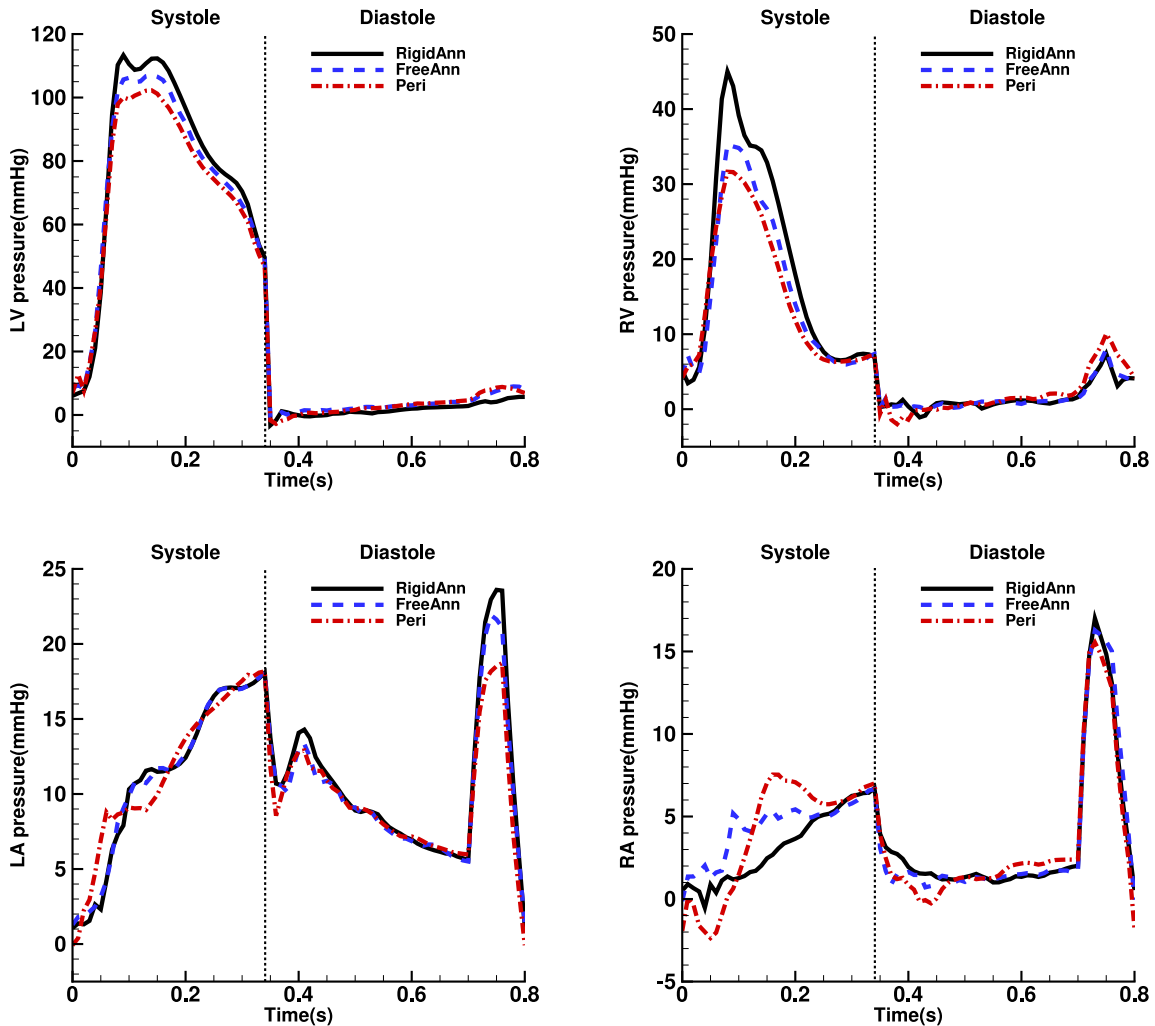 Systole Diastole
RigidAnn
FreeAnn
Peri
120
100
80
60
40
20
0
LV pressure(mmHg)
0 0.2 0.4 0.6 0.8
Time(s)
Systole Diastole
RigidAnn
FreeAnn
Peri
50
40
30
20
10
0
RV pressure(mmHg)
0 0.2 0.4 0.6 0.8
Time(s)
Systole Diastole
RigidAnn
FreeAnn
Peri
25
20
15
10
5
0
LA pressure(mmHg)
0 0.2 0.4 0.6 0.8
Time(s)
Systole Diastole
RigidAnn
FreeAnn
Peri
20
15
10
5
0
-5
RA pressure(mmHg)
0 0.2 0.4 0.6 0.8
Time(s)